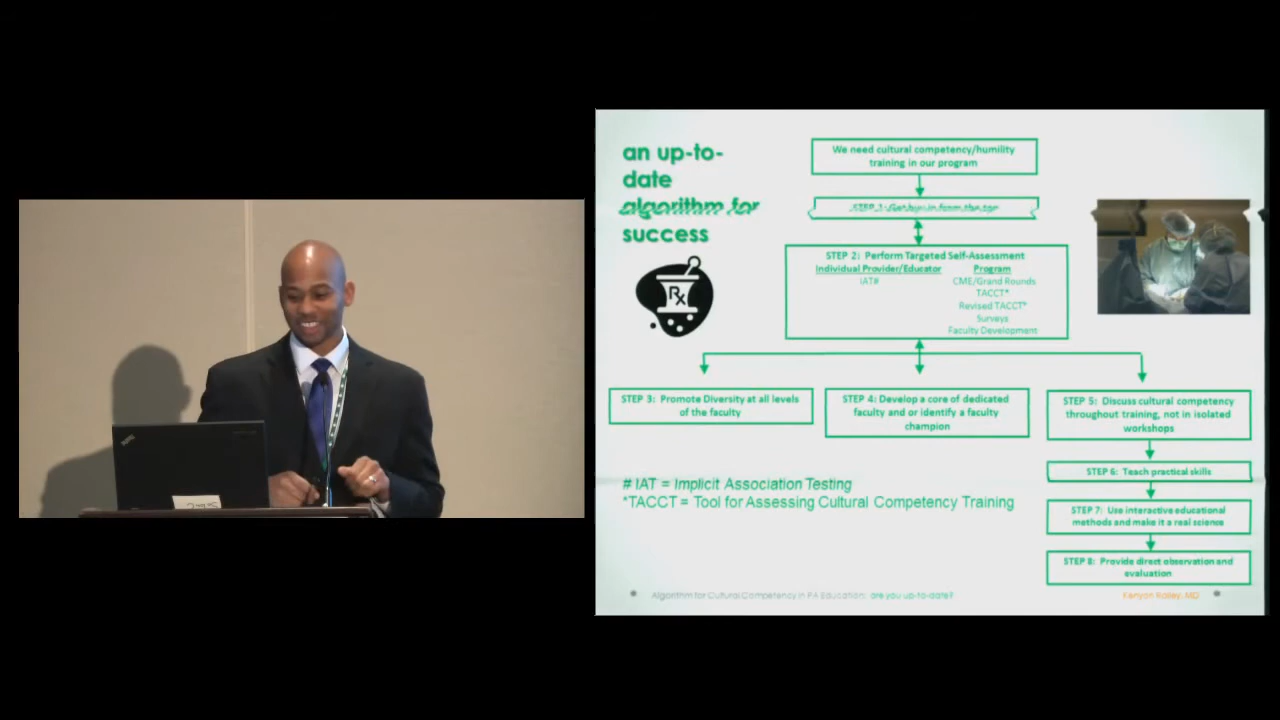 an up-to-
date
algorithm for
success
We need cultural competency/humility
training in our program
STEP 1: Get buy in from the top
STEP 2: Perform Targeted Self-Assessment
Individual Provider/Educator
IAT#
Program
CME/Grand Rounds
TACCT*
Revised TACCT*
Surveys
Faculty Development
Rx
STEP 3: Promote Diversity at all levels
of the faculty
STEP 4: Develop a core of dedicated
faculty and or identify a faculty
champion
STEP 5: Discuss cultural competency
throughout training, not in isolated
workshops
STEP 6: Teach practical skills
STEP 7: Use interactive educational
methods and make it a real science
STEP 8: Provide direct observation and
evaluation
# IAT = Implicit Association Testing
*TACCT = Tool for Assessing Cultural Competency Training
Algorithm for Cultural Competency in PA Education: are you up-to-date?
Kenyon Railey, MD